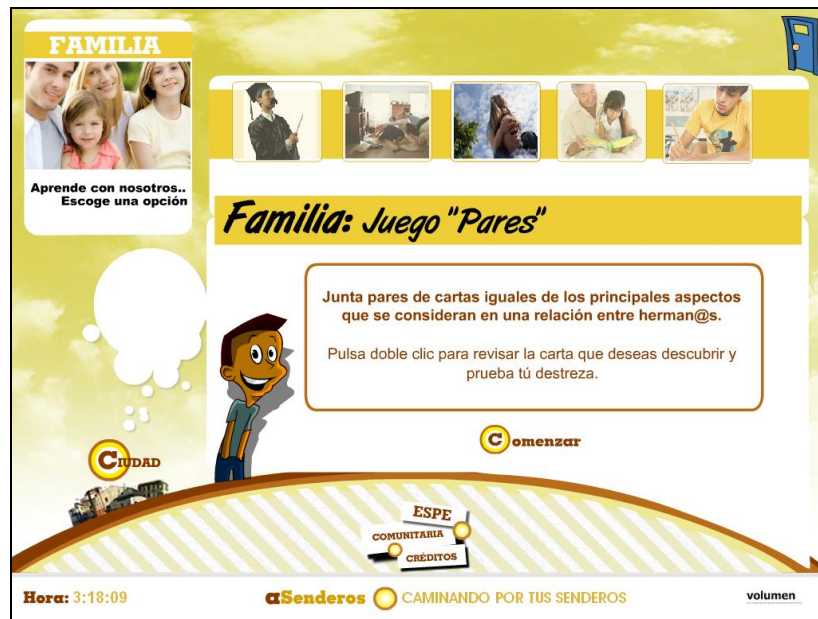 FAMILIA
Aprende con nosotros..
Escoge una opción
Familia: Juego "Pares"
Junta pares de cartas iguales de los principales aspectos
que se consideran en una relación entre herman@s.
Pulsa doble clic para revisar la carta que deseas descubrir y
prueba tú destreza.
Comenzar
CIUDAD
ESPE
COMUNITARIA
CRÉDITOS
Hora: 3:18:09
aSenderos CAMINANDO POR TUS SENDEROS
volumen